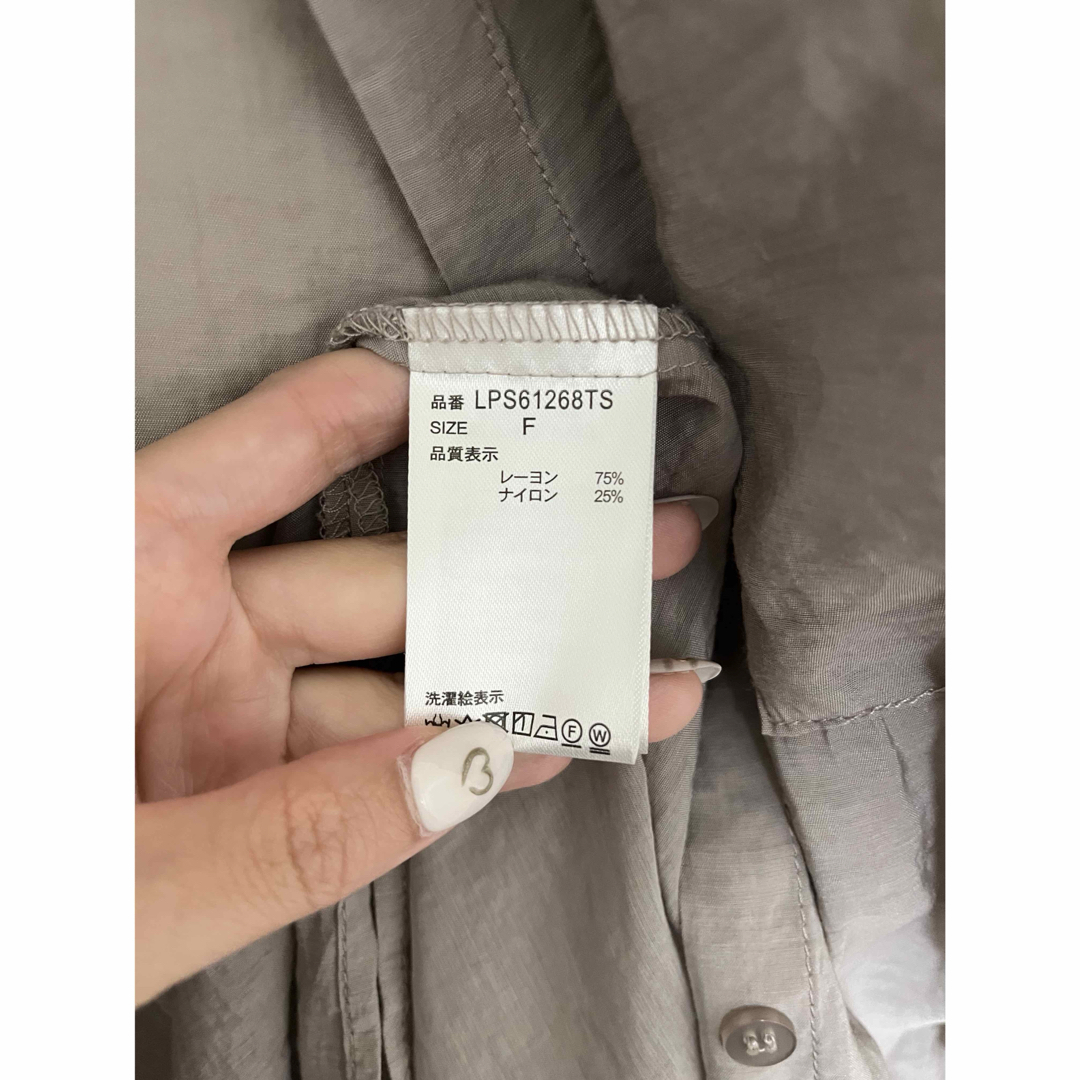 品番 LPS61268TS
SIZE F
品質表示
レーヨン 75%
ナイロン 25%
洗濯絵表示
F W